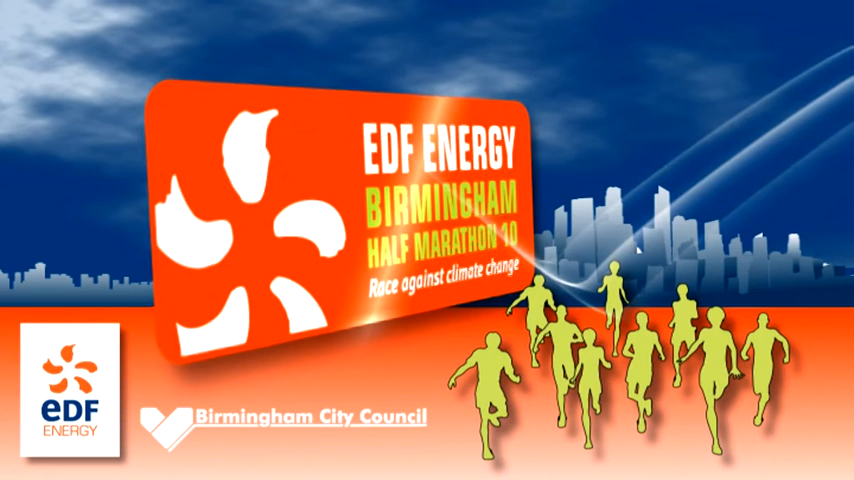 EDF ENERGY
BIRMINGHAM
HALF MARATHON 10
Race against climate change
eDF
ENERGY
Birmingham City Council